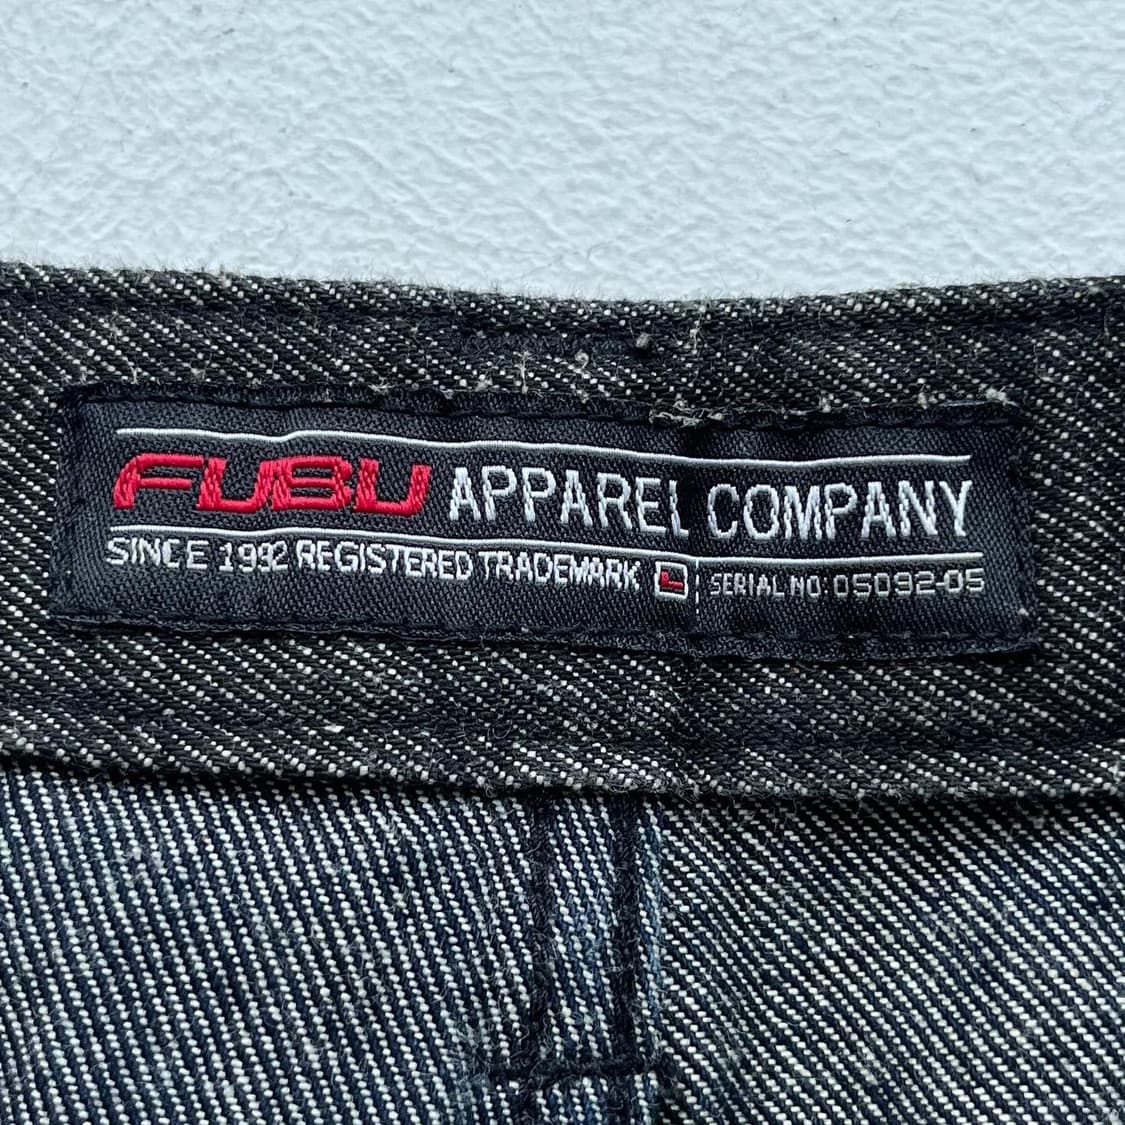 FUBU APPAREL COMPANY
SINCE 1992 REGISTERED TRADEMARK SERIAL NO: 05092-05